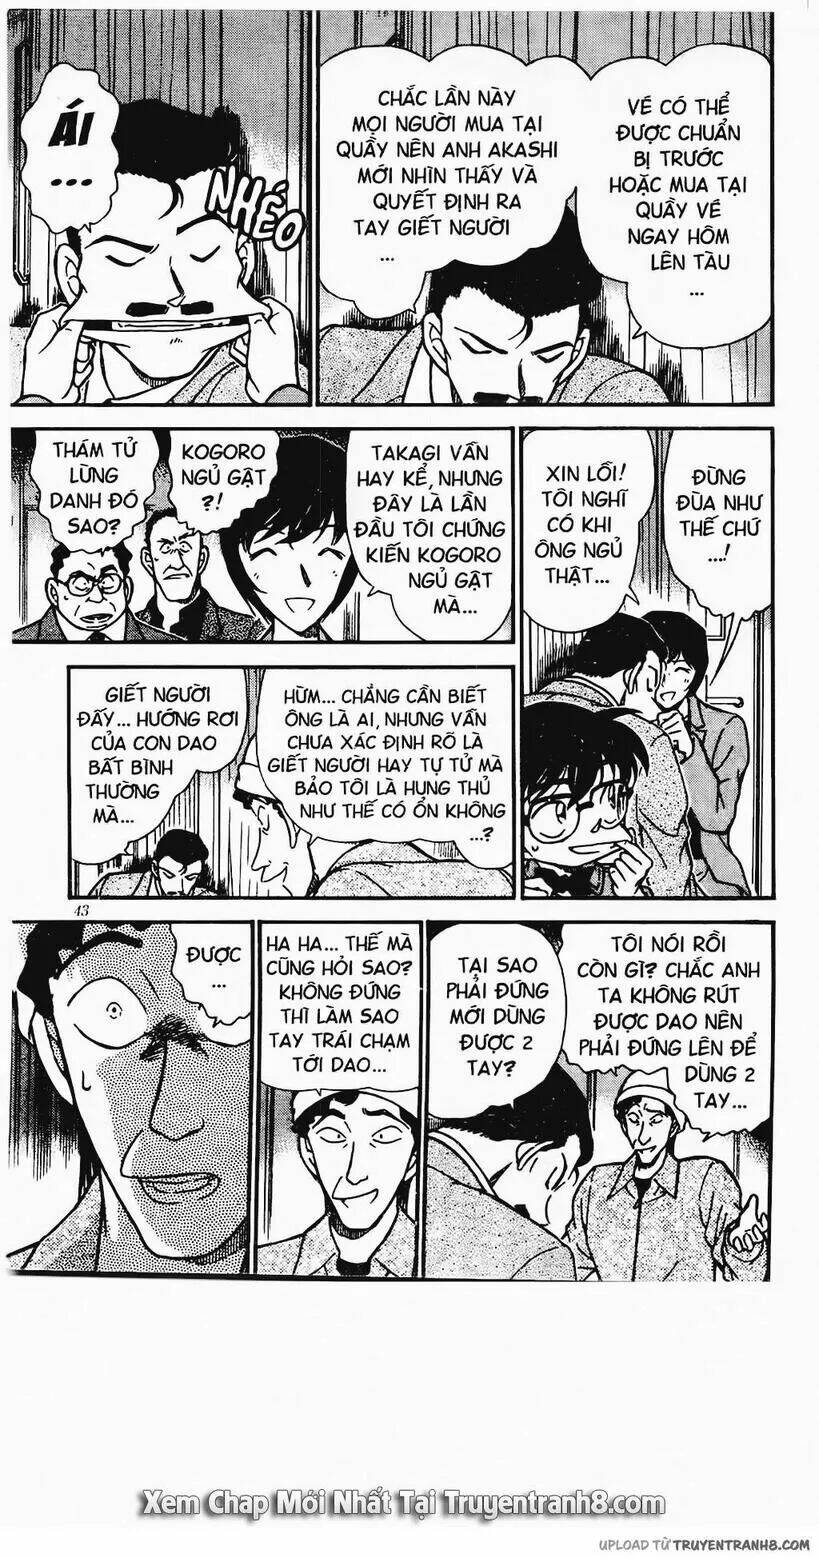 VÉ CÓ THỂ
ĐƯỢC CHUẨN
BỊ TRƯỚC
HOẶC MUA TẠI
QUẦY VÉ
NGAY HÔM
LÊN TÀU
...
CHẮC LẦN NÀY
MỌI NGƯỜI MUA TẠI
QUẦY NÊN ANH AKASHI
MỚI NHÌN THẤY VÀ
QUYẾT ĐỊNH RA
TAY GIẾT NGƯỜI
...
ÁI
...
NHÉO
ĐỪNG
ĐÙA NHƯ
THẾ CHỨ
...!
XIN LỖI!
TÔI NGHĨ
CÓ KHI
ÔNG NGỦ
THẬT...
TAKAGI VẪN
HAY KỂ, NHƯNG
ĐÂY LÀ LẦN
ĐẦU TÔI CHỨNG
KIẾN KOGORO
NGỦ GẬT
MÀ...
KOGORO
NGỦ GẬT
?!
THÁM TỬ
LỪNG
DANH ĐÓ
SAO?
HỪM... CHẲNG CẦN BIẾT
ÔNG LÀ AI, NHƯNG VẪN
CHƯA XÁC ĐỊNH RÕ LÀ
GIẾT NGƯỜI HAY TỰ TỬ MÀ
BẢO TÔI LÀ HUNG THỦ
NHƯ THẾ CÓ ỔN KHÔNG
...?
GIẾT NGƯỜI
ĐẤY... HƯỚNG RƠI
CỦA CON DAO
BẤT BÌNH
THƯỜNG
MÀ...
43
TÔI NÓI RỒI
CÒN GÌ? CHẮC ANH
TA KHÔNG RÚT
ĐƯỢC DAO NÊN
PHẢI ĐỨNG LÊN ĐỂ
DÙNG 2
TAY...
TẠI SAO
PHẢI ĐỨNG
MỚI DÙNG
ĐƯỢC 2
TAY?
HA HA... THẾ MÀ
CŨNG HỎI SAO?
KHÔNG ĐỨNG
THÌ LÀM SAO
TAY TRÁI CHẠM
TỚI DAO...
ĐƯỢC
...
Xem Chap Mới Nhất Tại Truyentranh8.com
UPLOAD TỪ TRUYENTRANH8.COM